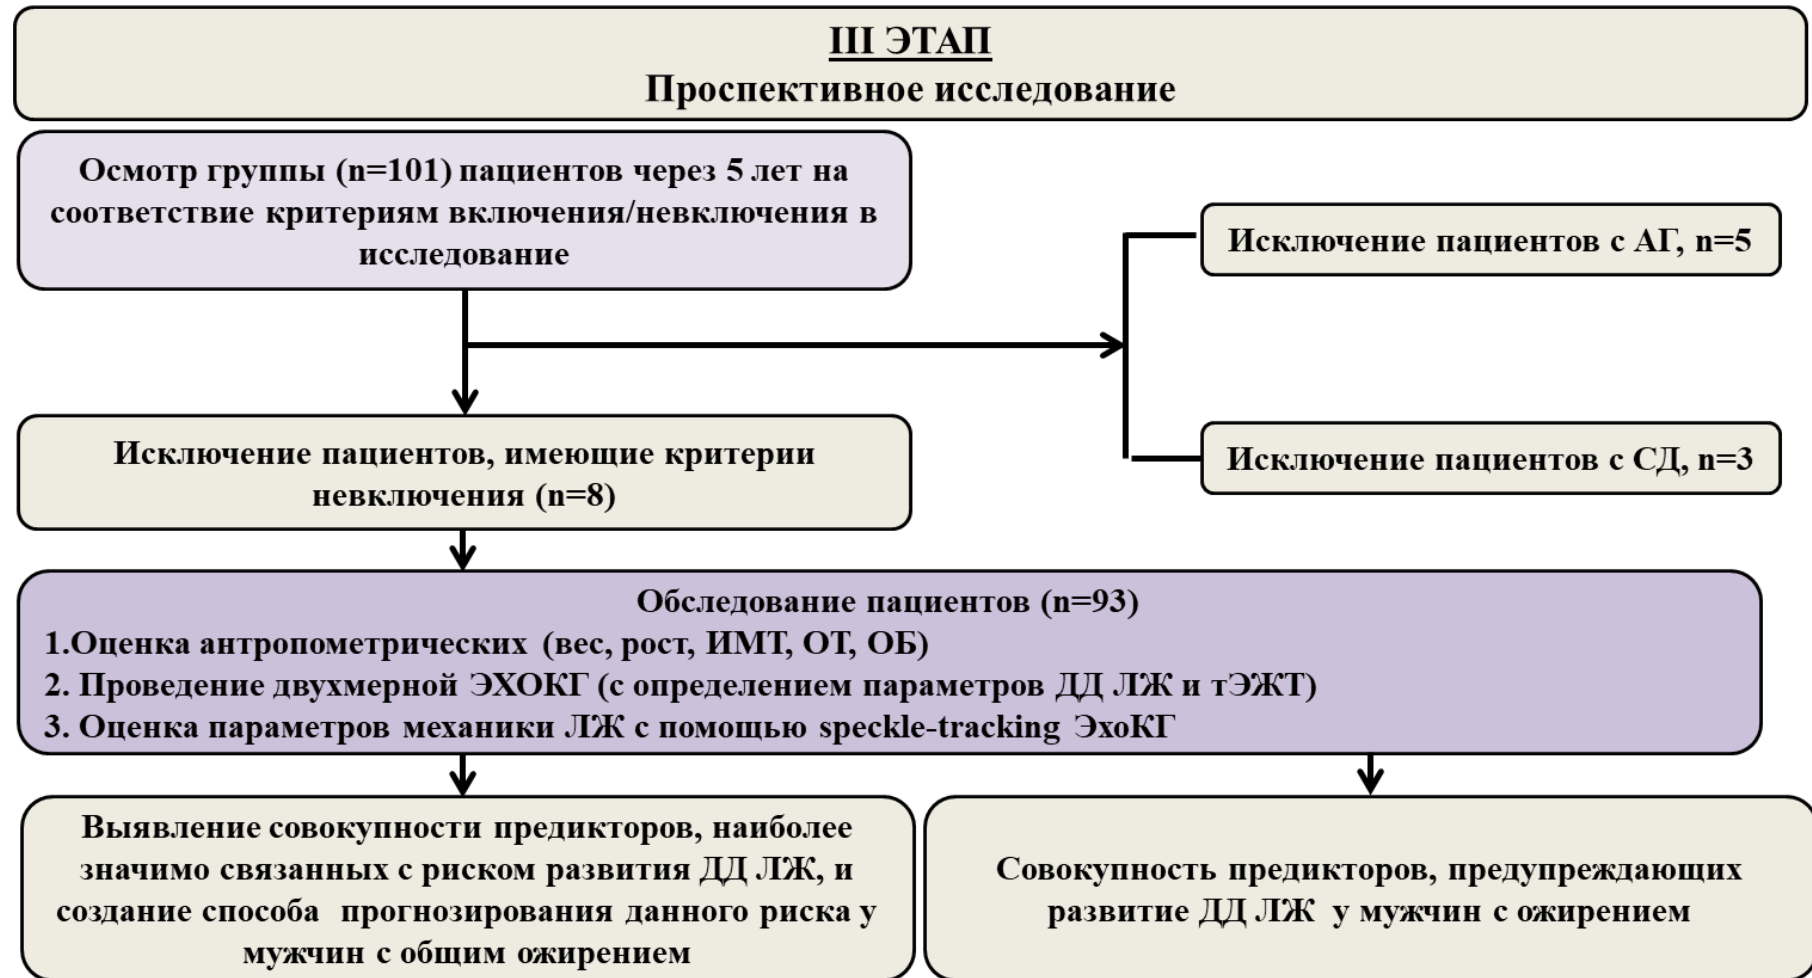 III ЭТАП
Проспективное исследование
Осмотр группы (n=101) пациентов через 5 лет на
соответствие критериям включения/невключения в
исследование
Исключение пациентов с АГ, n=5
Исключение пациентов с СД, n=3
Исключение пациентов, имеющие критерии
невключения (n=8)
Обследование пациентов (n=93)
1.Оценка антропометрических (вес, рост, ИМТ, ОТ, ОБ)
2. Проведение двухмерной ЭХОКГ (с определением параметров ДД ЛЖ и тЭЖТ)
3. Оценка параметров механики ЛЖ с помощью speckle-tracking ЭхоКГ
Выявление совокупности предикторов, наиболее
значимо связанных с риском развития ДД ЛЖ, и
создание способа прогнозирования данного риска у
мужчин с общим ожирением
Совокупность предикторов, предупреждающих
развитие ДД ЛЖ у мужчин с ожирением